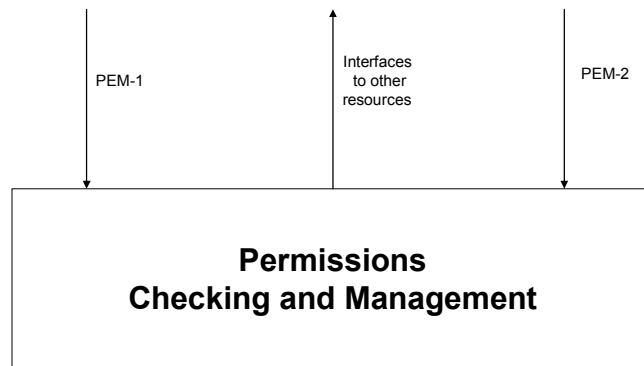 PEM-1
Interfaces
to other
resources
PEM-2
Permissions
Checking and Management